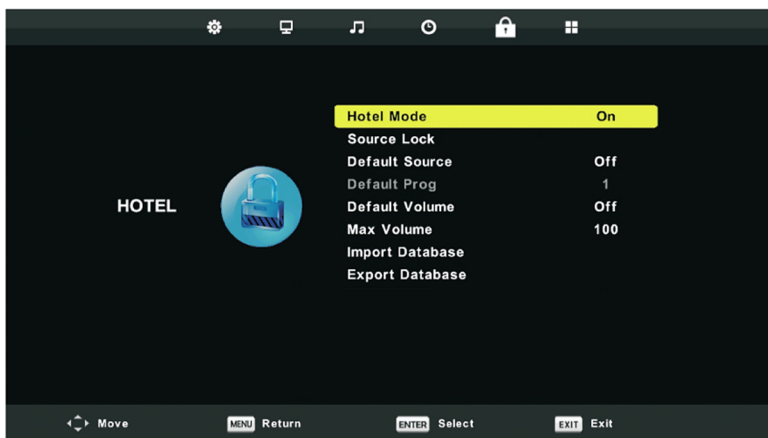 Hotel Mode On
Source Lock
Default Source Off
Default Prog 1
HOTEL
Default Volume Off
Max Volume 100
Import Database
Export Database
Move MENU Return ENTER Select EXIT Exit